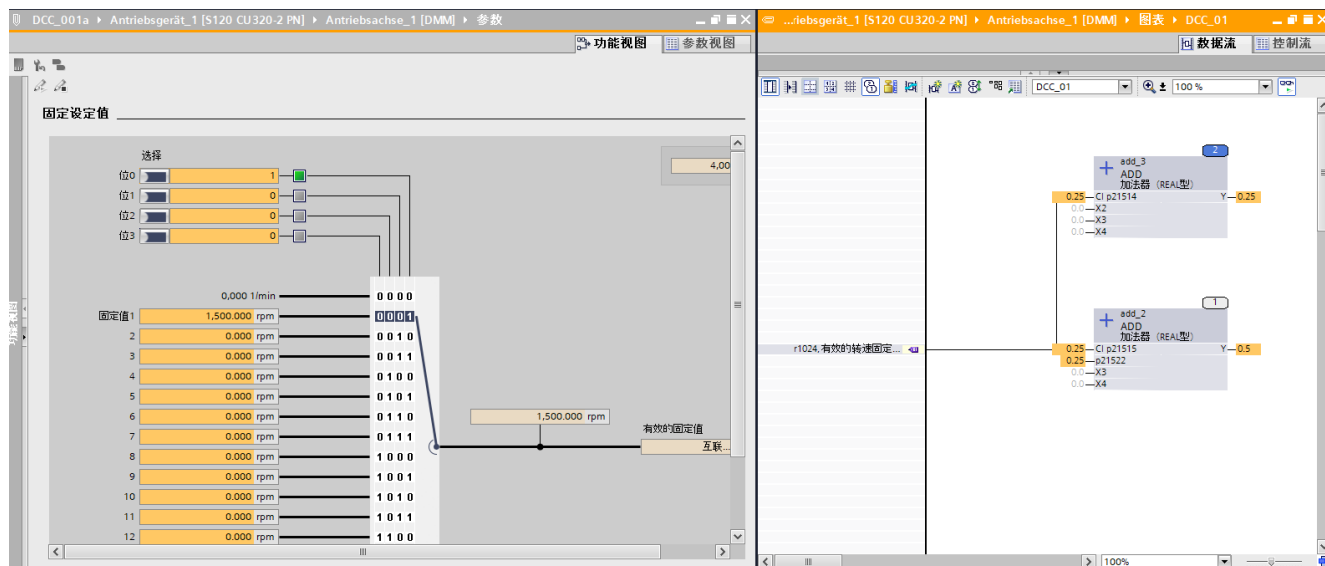 DCC_001a ▸ Antriebsgerät_1 [S120 CU320-2 PN] ▸ Antriebsachse_1 [DMM] ▸ 参数
功能视图 参数视图
固定设定值
选择
位0 1
位1 0
位2 0
位3 0
4,00
0,000 1/min 0 0 0 0
固定值1 1,500.000 rpm 0 0 0 1
2 0.000 rpm 0 0 1 0
3 0.000 rpm 0 0 1 1
4 0.000 rpm 0 1 0 0
5 0.000 rpm 0 1 0 1
6 0.000 rpm 0 1 1 0
7 0.000 rpm 0 1 1 1
8 0.000 rpm 1 0 0 0
9 0.000 rpm 1 0 0 1
10 0.000 rpm 1 0 1 0
11 0.000 rpm 1 0 1 1
12 0.000 rpm 1 1 0 0
1,500.000 rpm
有效的固定值
互联...
...riebsgerät_1 [S120 CU320-2 PN] ▸ Antriebsachse_1 [DMM] ▸ 图表 ▸ DCC_01
数据流 控制流
DCC_01 100 %
2
add_3
ADD
加法器（REAL型）
0.25 CI p21514 Y 0.25
0.0 X2
0.0 X3
0.0 X4
1
add_2
ADD
加法器（REAL型）
r1024, 有效的转速固定...
0.25 CI p21515 Y 0.5
0.25 p21522
0.0 X3
0.0 X4
100%